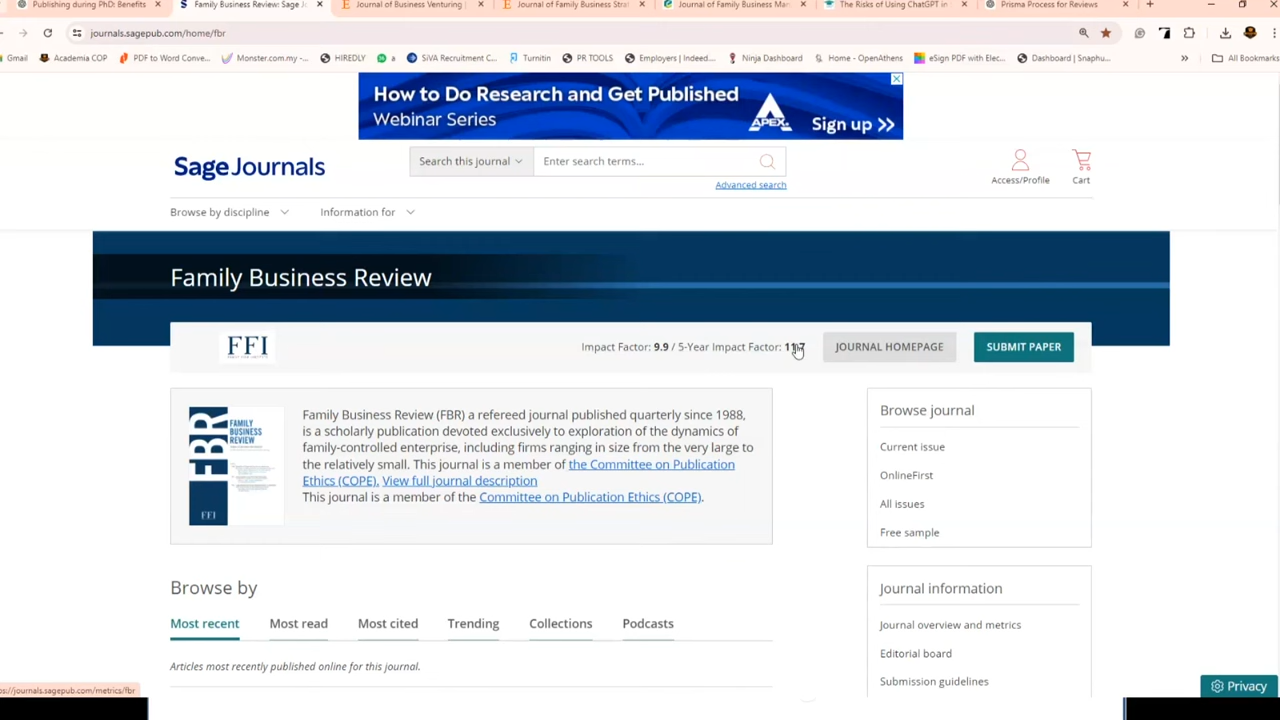 Publishing during PhD: Benefits
Family Business Review: Sage Jo
Journal of Business Venturing |
Journal of Family Business Strat
Journal of Family Business Man
The Risks of Using ChatGPT in
Prisma Process for Reviews
journals.sagepub.com/home/fbr
Gmail
Academia COP
PDF to Word Conve...
Monster.com.my -...
HIREDLY
a
SiVA Recruitment C...
Turnitin
PR TOOLS
Employers | Indeed...
Ninja Dashboard
Home - OpenAthens
eSign PDF with Elec...
Dashboard | Snaphu...
»
All Bookmarks
How to Do Research and Get Published
Webinar Series
APEX
Sign up >>
Sage Journals
Search this journal
Enter search terms...
Advanced search
Access/Profile
Cart
Browse by discipline
Information for
Family Business Review
FFI
Impact Factor: 9.9 / 5-Year Impact Factor: 11.7
JOURNAL HOMEPAGE
SUBMIT PAPER
FBR
FAMILY
BUSINESS
REVIEW
FFI
Family Business Review (FBR) a refereed journal published quarterly since 1988,
is a scholarly publication devoted exclusively to exploration of the dynamics of
family-controlled enterprise, including firms ranging in size from the very large to
the relatively small. This journal is a member of the Committee on Publication
Ethics (COPE). View full journal description
This journal is a member of the Committee on Publication Ethics (COPE).
Browse journal
Current issue
OnlineFirst
All issues
Free sample
Browse by
Most recent
Most read
Most cited
Trending
Collections
Podcasts
Articles most recently published online for this journal.
Journal information
Journal overview and metrics
Editorial board
Submission guidelines
ps://journals.sagepub.com/metrics/fbr
Privacy